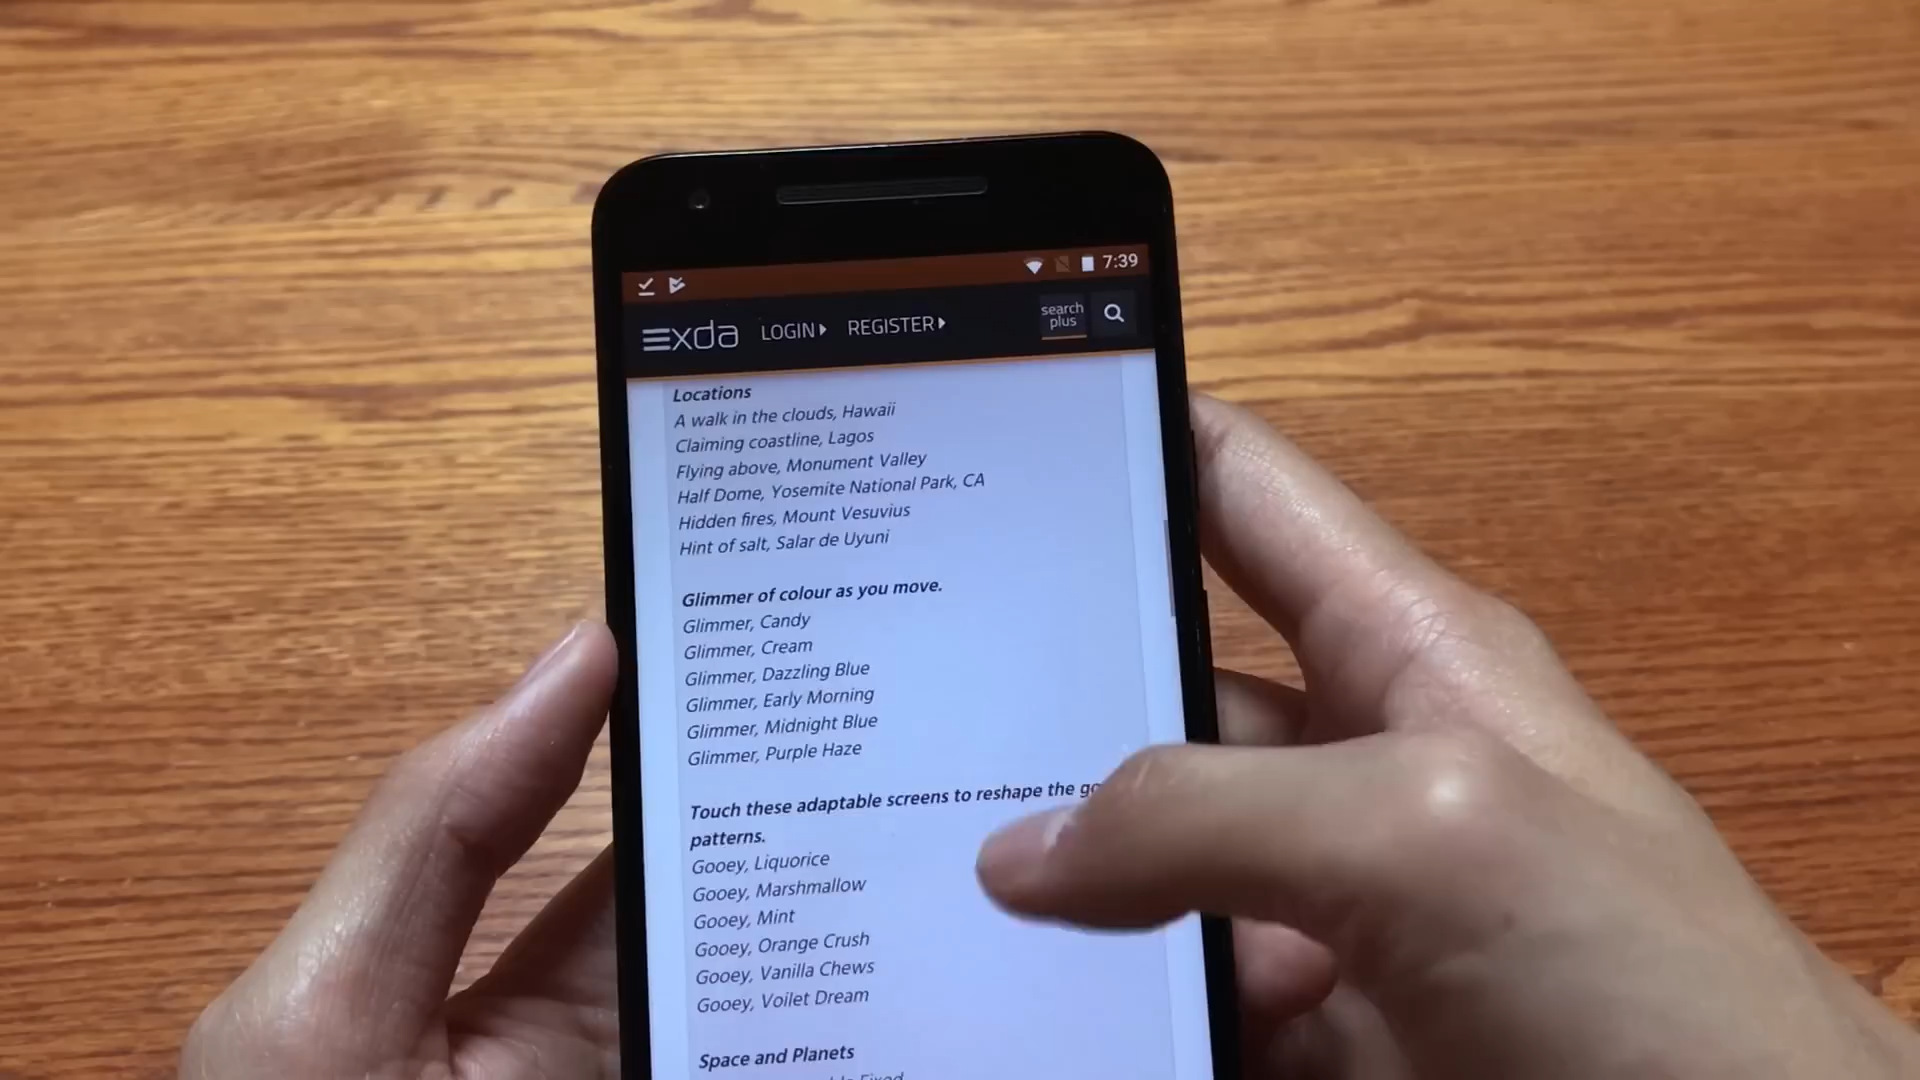 7:39
xda LOGIN REGISTER search plus
Locations
A walk in the clouds, Hawaii
Claiming coastline, Lagos
Flying above, Monument Valley
Half Dome, Yosemite National Park, CA
Hidden fires, Mount Vesuvius
Hint of salt, Salar de Uyuni
Glimmer of colour as you move.
Glimmer, Candy
Glimmer, Cream
Glimmer, Dazzling Blue
Glimmer, Early Morning
Glimmer, Midnight Blue
Glimmer, Purple Haze
Touch these adaptable screens to reshape the
patterns.
Gooey, Liquorice
Gooey, Marshmallow
Gooey, Mint
Gooey, Orange Crush
Gooey, Vanilla Chews
Gooey, Voilet Dream
Space and Planets